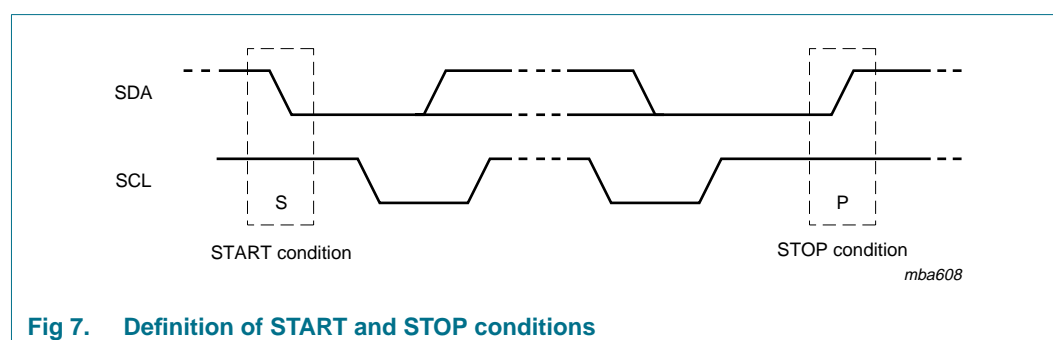 SDA
SCL
S
P
START condition
STOP condition
mba608
Fig 7. Definition of START and STOP conditions